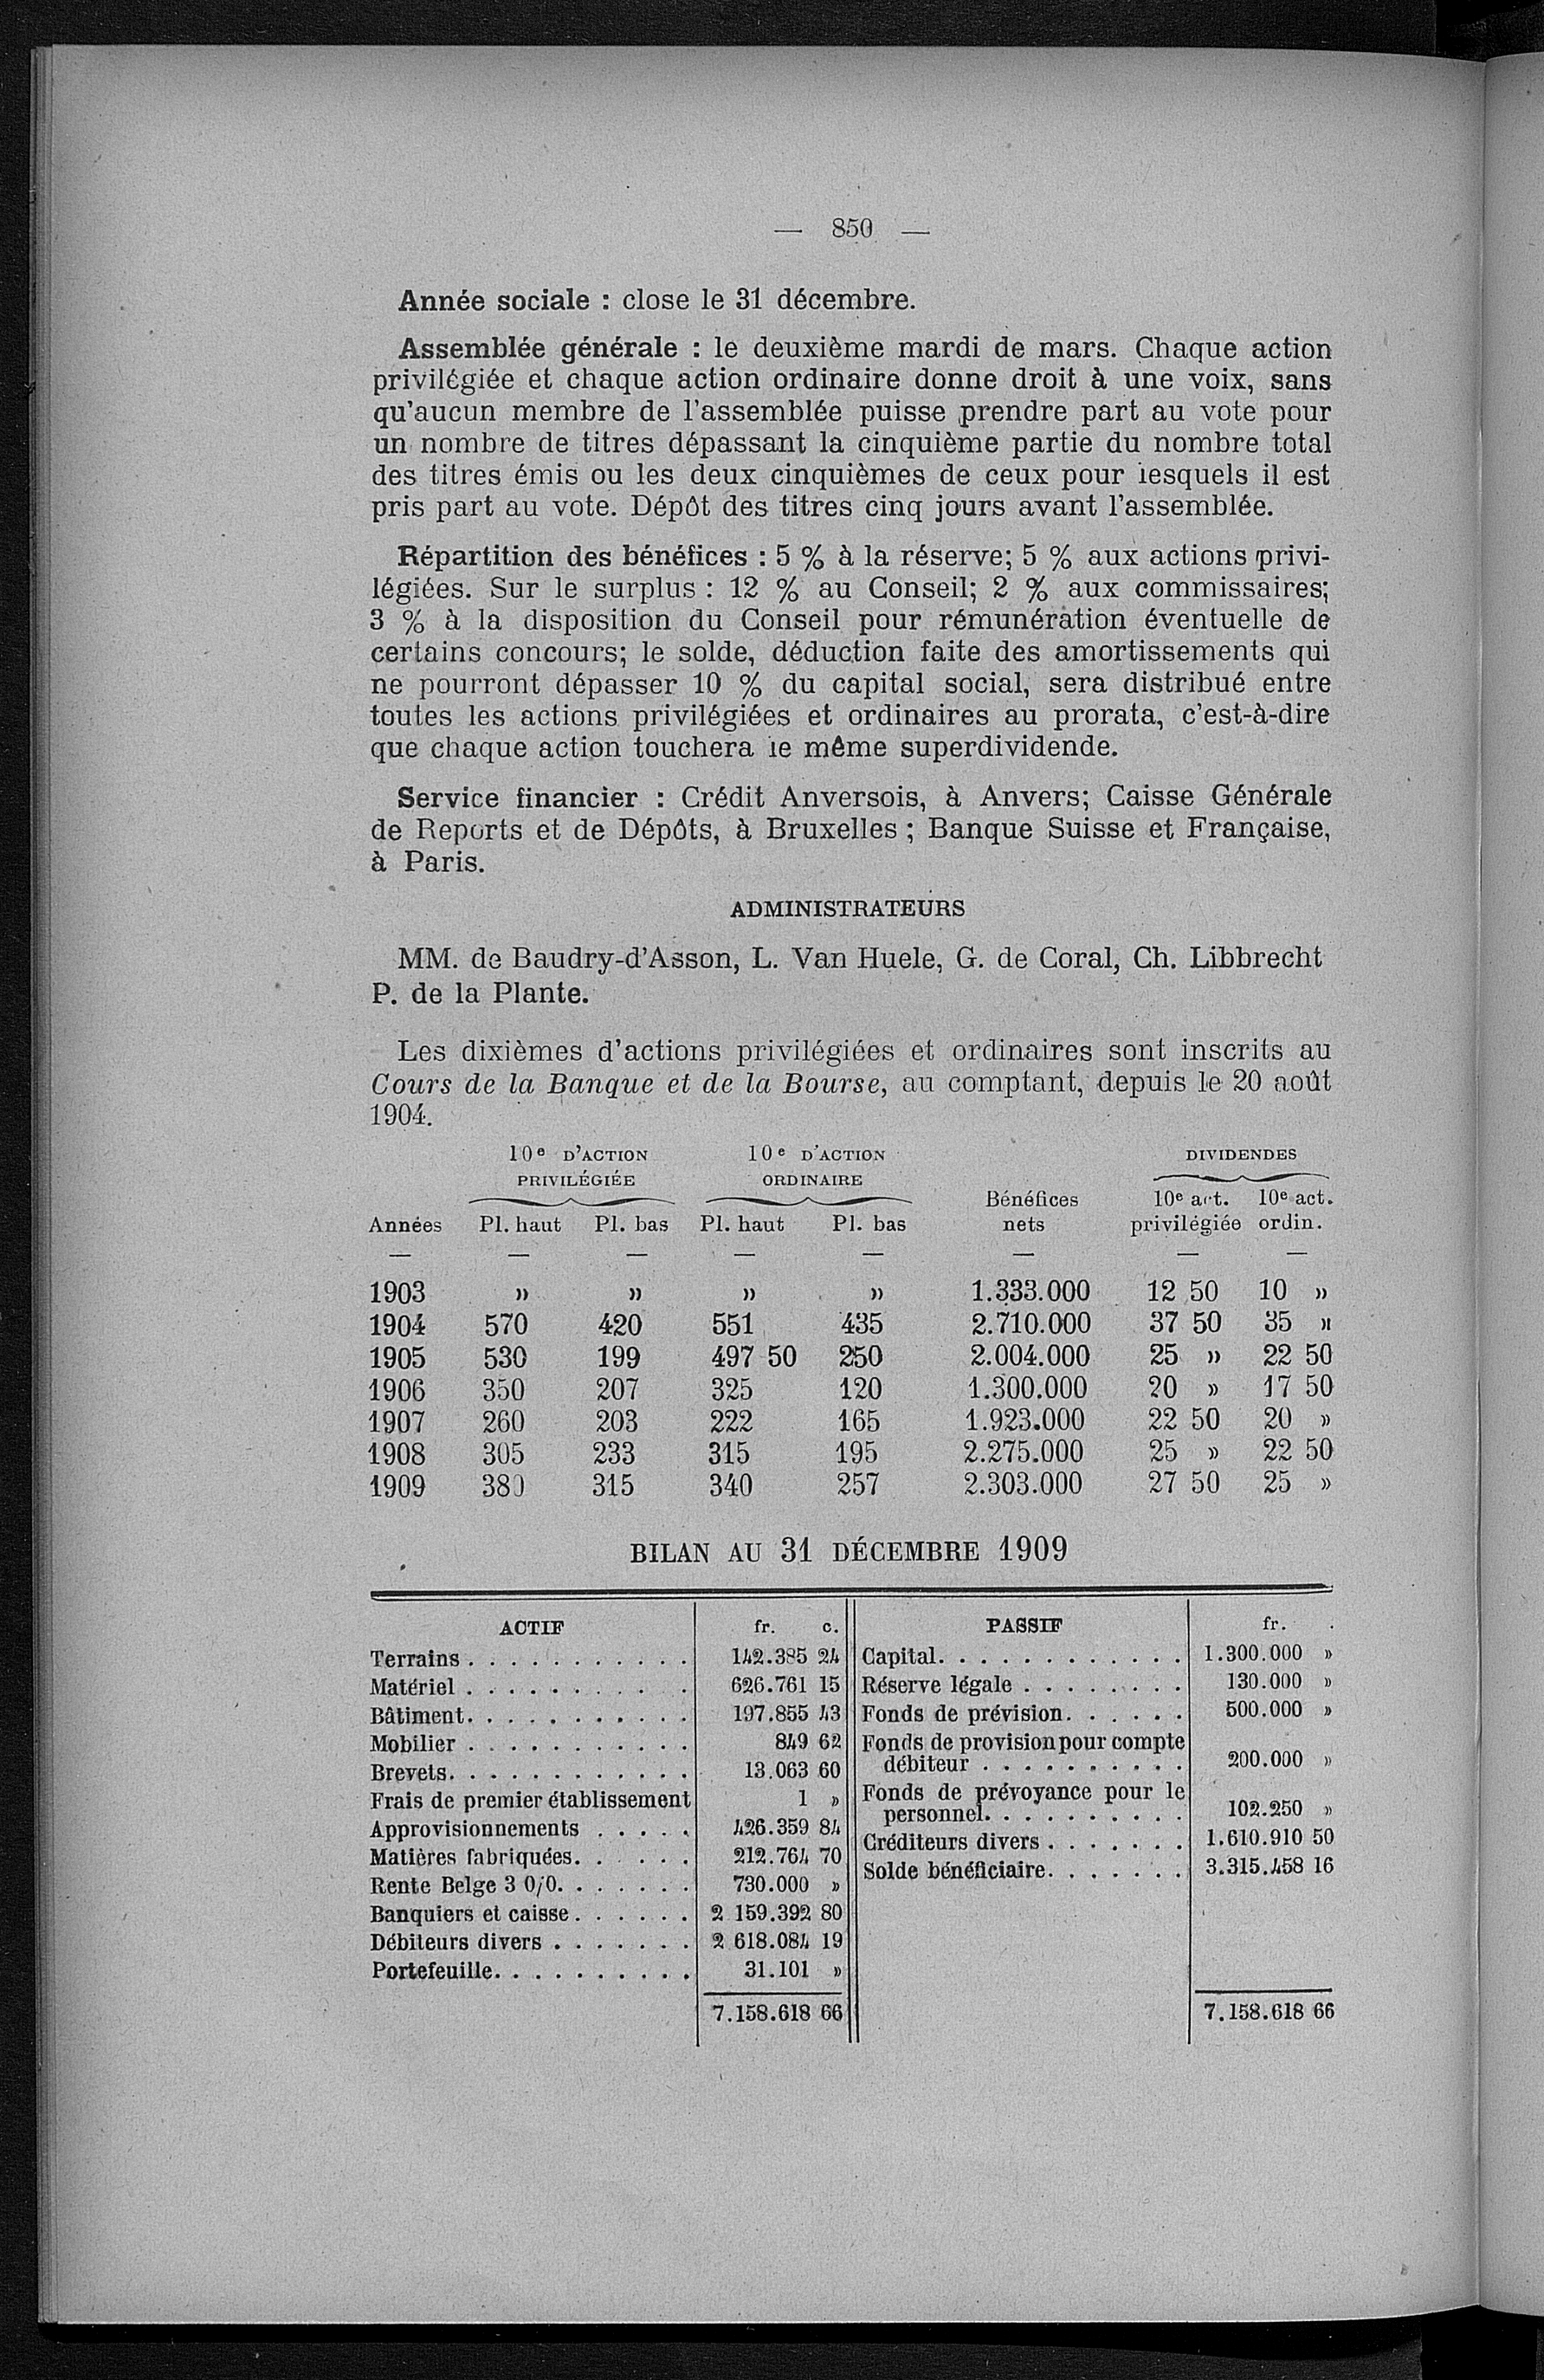 — 850 —
Année sociale : close le 31 décembre.
Assemblée générale : le deuxième mardi de mars. Chaque action
privilégiée et chaque action ordinaire donne droit à une voix, sans
qu'aucun membre de l'assemblée puisse prendre part au vote pour
un nombre de titres dépassant la cinquième partie du nombre total
des titres émis ou les deux cinquièmes de ceux pour lesquels il est
pris part au vote. Dépôt des titres cinq jours avant l'assemblée.
Répartition des bénéfices : 5 % à la réserve; 5 % aux actions privi-
légiées. Sur le surplus : 12 % au Conseil; 2 % aux commissaires;
3 % à la disposition du Conseil pour rémunération éventuelle de
certains concours; le solde, déduction faite des amortissements qui
ne pourront dépasser 10 % du capital social, sera distribué entre
toutes les actions privilégiées et ordinaires au prorata, c'est-à-dire
que chaque action touchera le même superdividende.
Service financier : Crédit Anversois, à Anvers; Caisse Générale
de Reports et de Dépôts, à Bruxelles ; Banque Suisse et Française,
à Paris.
ADMINISTRATEURS
MM. de Baudry-d'Asson, L. Van Huele, G. de Coral, Ch. Libbrecht
P. de la Plante.
Les dixièmes d'actions privilégiées et ordinaires sont inscrits au
Cours de la Banque et de la Bourse, au comptant, depuis le 20 août
1904.
10e D'ACTION 10e D'ACTION DIVIDENDES
PRIVILÉGIÉE ORDINAIRE
Bénéfices 10e act. 10e act.
Années Pl. haut Pl. bas Pl. haut Pl. bas nets privilégiée ordin.
— — — — — — — —
1903 » » » » 1.333.000 12 50 10 »
1904 570 420 551 435 2.710.000 37 50 35 »
1905 530 199 497 50 250 2.004.000 25 » 22 50
1906 350 207 325 120 1.300.000 20 » 17 50
1907 260 203 222 165 1.923.000 22 50 20 »
1908 305 233 315 195 2.275.000 25 » 22 50
1909 380 315 340 257 2.303.000 27 50 25 »
BILAN AU 31 DÉCEMBRE 1909
ACTIF fr. c.
Terrains . . . . . . . . . . . 142.385 24
Matériel . . . . . . . . . . . 626.761 15
Bâtiment. . . . . . . . . . . 197.855 43
Mobilier . . . . . . . . . . . 849 62
Brevets. . . . . . . . . . . . 13.063 60
Frais de premier établissement 1 »
Approvisionnements . . . . . 426.359 84
Matières fabriquées. . . . . . 212.764 70
Rente Belge 3 0/0. . . . . . . 730.000 »
Banquiers et caisse . . . . . . 2 159.392 80
Débiteurs divers . . . . . . . 2 618.084 19
Portefeuille. . . . . . . . . . 31.101 »
7.158.618 66
PASSIF fr. .
Capital. . . . . . . . . . . . 1.300.000 »
Réserve légale . . . . . . . . 130.000 »
Fonds de prévision. . . . . . 500.000 »
Fonds de provision pour compte
débiteur . . . . . . . . . . 200.000 »
Fonds de prévoyance pour le
personnel. . . . . . . . . . 102.250 »
Créditeurs divers . . . . . . . 1.610.910 50
Solde bénéficiaire. . . . . . . 3.315.458 16
7.158.618 66